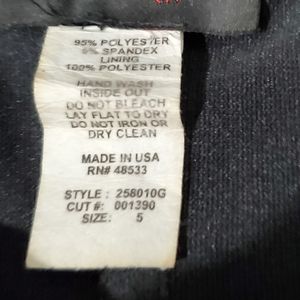 95% POLYESTER
5% SPANDEX
LINING
100% POLYESTER
HAND WASH
INSIDE OUT
DO NOT BLEACH
LAY FLAT TO DRY
DO NOT IRON OR
DRY CLEAN
MADE IN USA
RN# 48533
STYLE : 258010G
CUT #: 001390
SIZE: 5